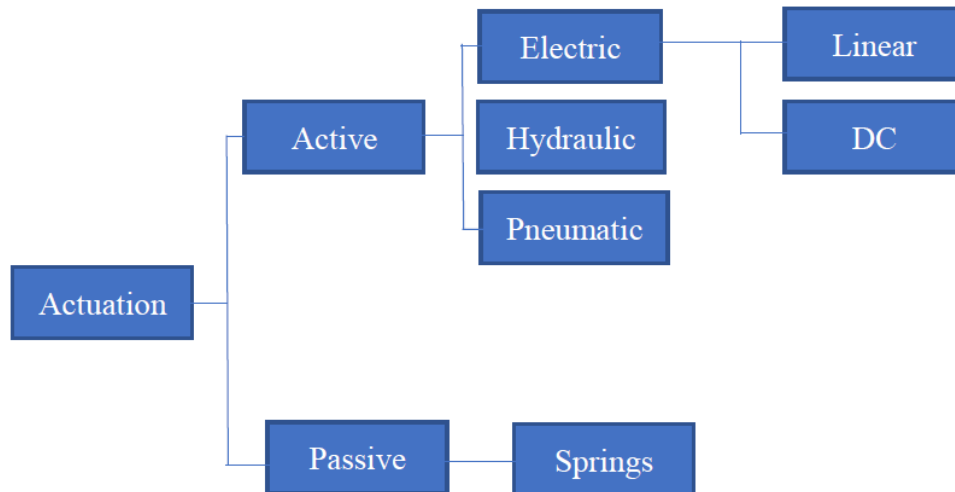 Electric
Linear
Active
Hydraulic
DC
Pneumatic
Actuation
Passive
Springs